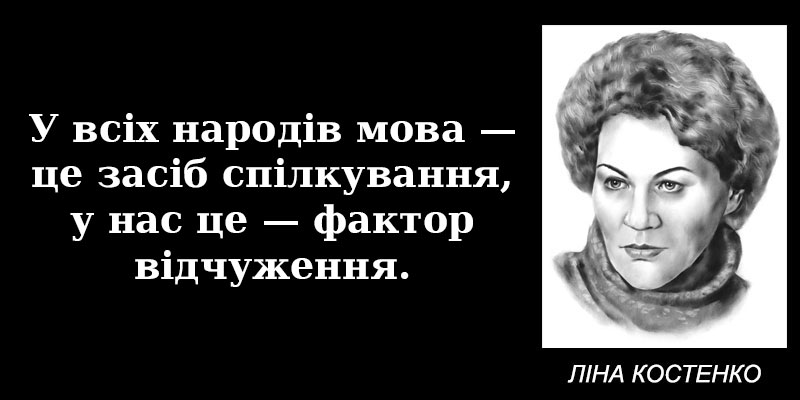 У всіх народів мова —
це засіб спілкування,
у нас це — фактор
відчуження.
ЛІНА КОСТЕНКО